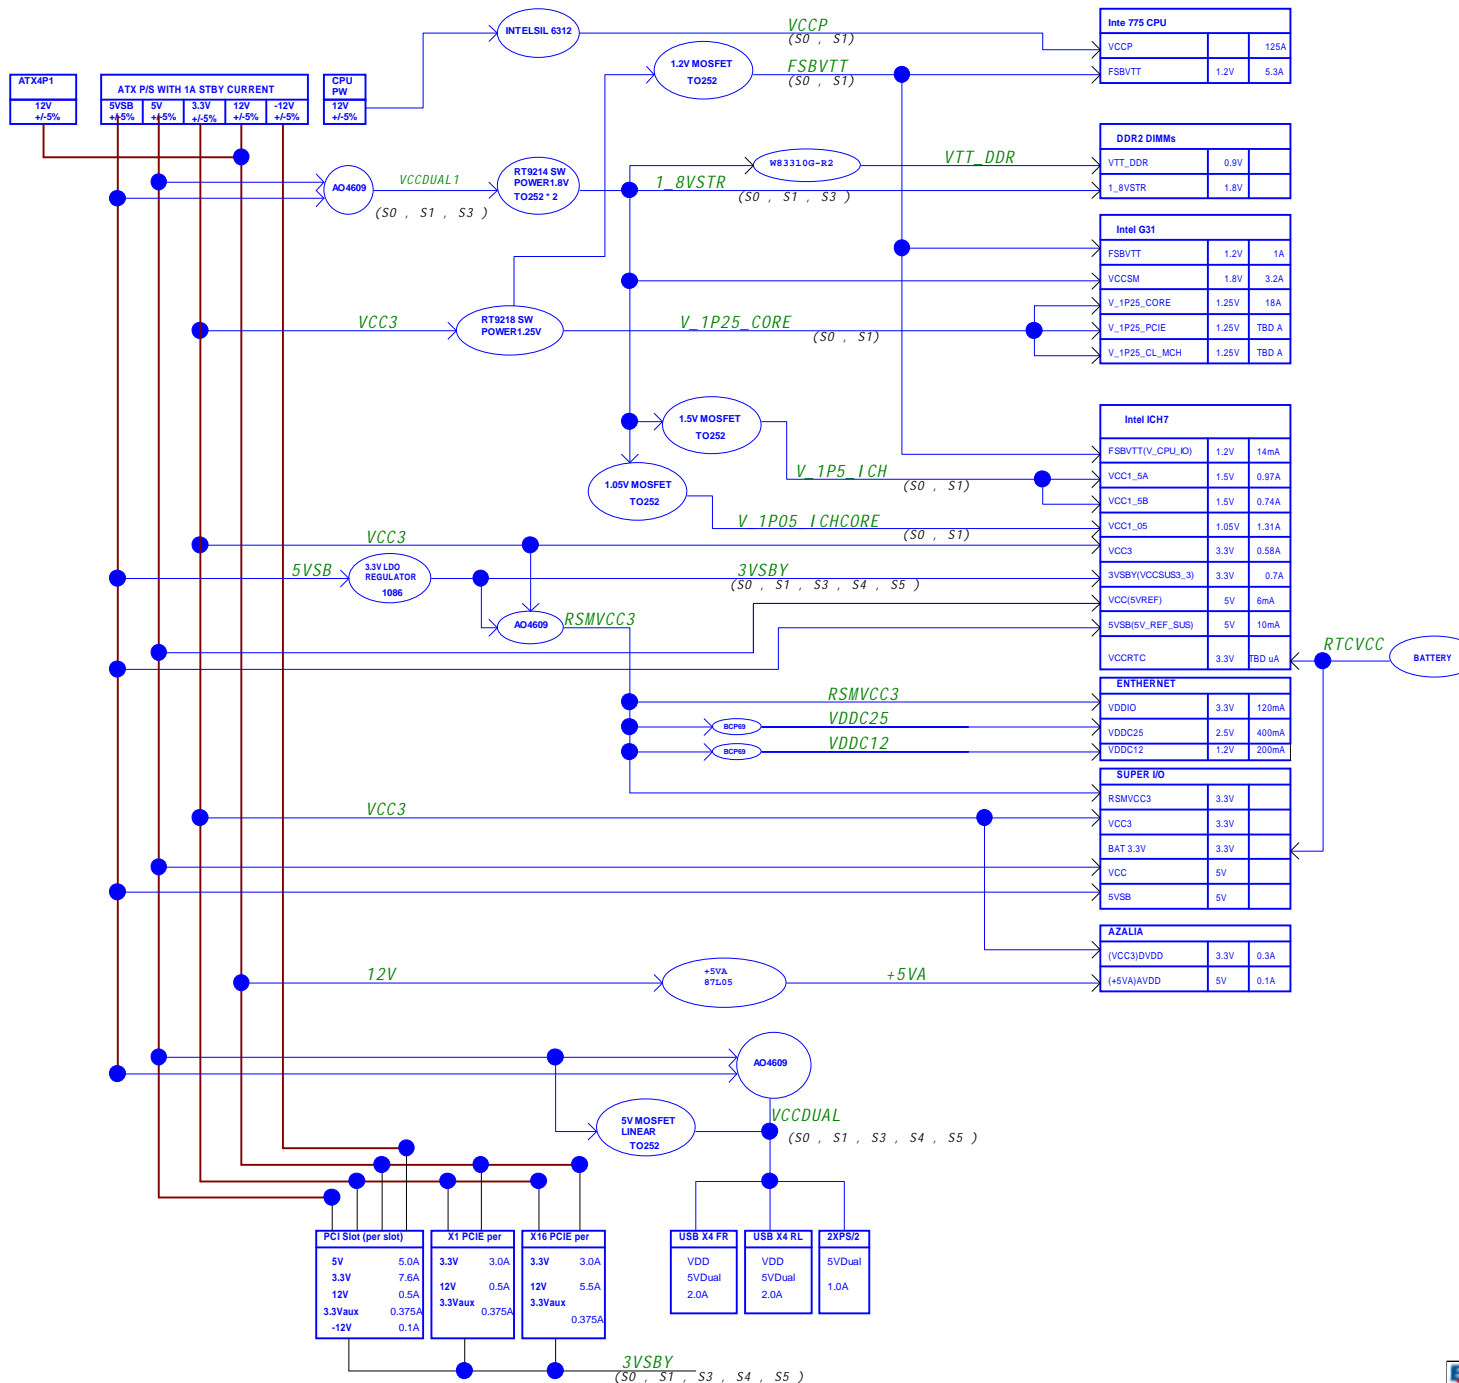 INTELSIL 6312
VCCP
(S0 , S1)
Inte 775 CPU
VCCP 125A
FSBVTT 1.2V 5.3A
1.2V MOSFET
TO252
FSBVTT
(S0 , S1)
ATX4P1
12V
+/-5%
ATX P/S WITH 1A STBY CURRENT
5VSB 5V 3.3V 12V -12V
+/-5% +/-5% +/-5% +/-5% +/-5%
CPU
PW
12V
+/-5%
DDR2 DIMMs
VTT_DDR 0.9V
1_8VSTR 1.8V
W83310G-R2
VTT_DDR
AO4609
VCCDUAL1
(S0 , S1 , S3 )
RT9214 SW
POWER1.8V
TO252 * 2
1_8VSTR
(S0 , S1 , S3 )
Intel G31
FSBVTT 1.2V 1A
VCCSM 1.8V 3.2A
V_1P25_CORE 1.25V 18A
V_1P25_PCIE 1.25V TBD A
V_1P25_CL_MCH 1.25V TBD A
VCC3
RT9218 SW
POWER1.25V
V_1P25_CORE
(S0 , S1)
1.5V MOSFET
TO252
V_1P5_ICH
(S0 , S1)
1.05V MOSFET
TO252
V_1P05_ICHCORE
(S0 , S1)
Intel ICH7
FSBVTT(V_CPU_IO) 1.2V 14mA
VCC1_5A 1.5V 0.97A
VCC1_5B 1.5V 0.74A
VCC1_05 1.05V 1.31A
VCC3 3.3V 0.58A
3VSBY(VCCSUS3_3) 3.3V 0.7A
VCC(5VREF) 5V 6mA
5VSB(5V_REF_SUS) 5V 10mA
VCCRTC 3.3V TBD uA
VCC3
5VSB
3.3V LDO
REGULATOR
1086
3VSBY
(S0 , S1 , S3 , S4 , S5 )
AO4609
RSMVCC3
RTCVCC
BATTERY
ENTHERNET
VDDIO 3.3V 120mA
VDDC25 2.5V 400mA
VDDC12 1.2V 200mA
RSMVCC3
BCP69
VDDC25
BCP69
VDDC12
SUPER I/O
RSMVCC3 3.3V
VCC3 3.3V
BAT 3.3V 3.3V
VCC 5V
5VSB 5V
VCC3
AZALIA
(VCC3)DVDD 3.3V 0.3A
(+5VA)AVDD 5V 0.1A
12V
+5VA
87L05
+5VA
AO4609
5V MOSFET
LINEAR
TO252
VCCDUAL
(S0 , S1 , S3 , S4 , S5 )
PCI Slot (per slot)
5V 5.0A
3.3V 7.6A
12V 0.5A
3.3Vaux 0.375A
-12V 0.1A
X1 PCIE per
3.3V 3.0A
12V 0.5A
3.3Vaux 0.375A
X16 PCIE per
3.3V 3.0A
12V 5.5A
3.3Vaux 0.375A
USB X4 FR
VDD
5VDual
2.0A
USB X4 RL
VDD
5VDual
2.0A
2XPS/2
5VDual
1.0A
3VSBY
(S0 , S1 , S3 , S4 , S5 )